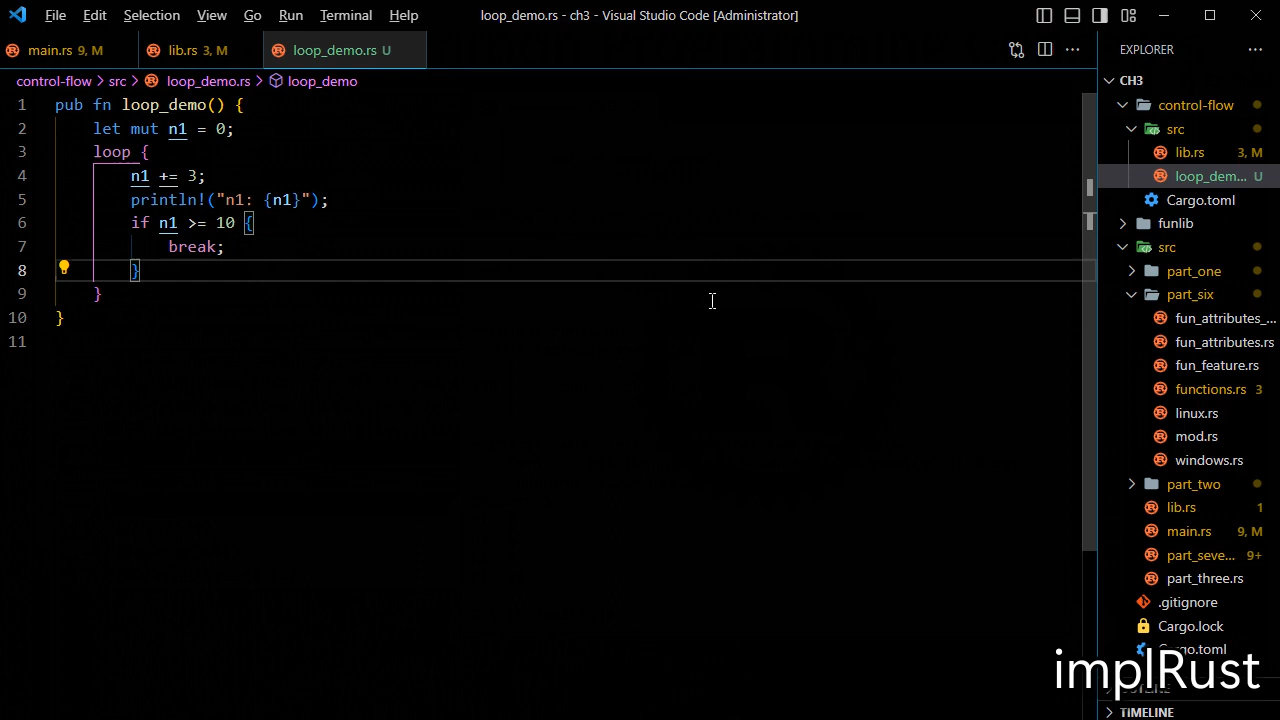 File Edit Selection View Go Run Terminal Help loop_demo.rs - ch3 - Visual Studio Code [Administrator]
main.rs 9, M lib.rs 3, M loop_demo.rs U
control-flow > src > loop_demo.rs > loop_demo
1 pub fn loop_demo() {
2 let mut n1 = 0;
3 loop {
4 n1 += 3;
5 println!("n1: {n1}");
6 if n1 >= 10 {
7 break;
8 }
9 }
10 }
11
EXPLORER
CH3
control-flow
src
lib.rs 3, M
loop_dem... U
Cargo.toml
funlib
src
part_one
part_six
fun_attributes_...
fun_attributes.rs
fun_feature.rs
functions.rs 3
linux.rs
mod.rs
windows.rs
part_two
lib.rs 1
main.rs 9, M
part_seve... 9+
part_three.rs
.gitignore
Cargo.lock
implRust
TIMELINE